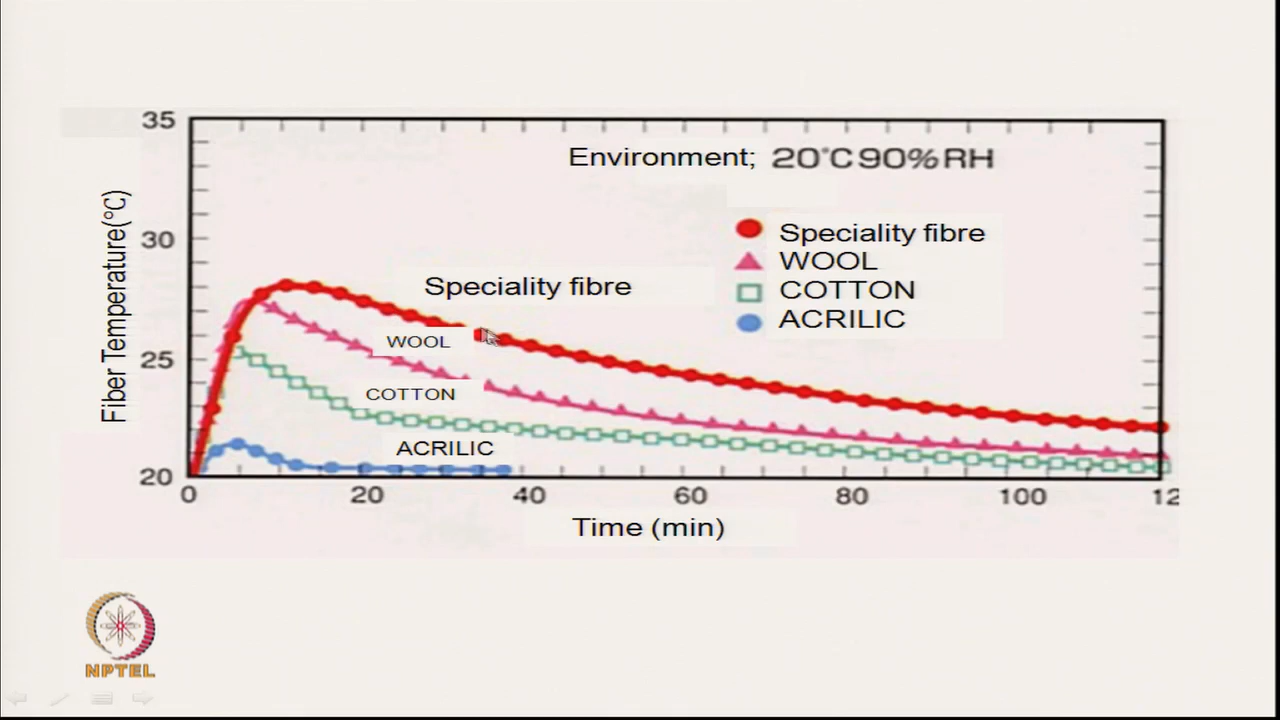 35
Environment; 20°C 90%RH
Speciality fibre
WOOL
COTTON
ACRILIC
30
Speciality fibre
WOOL
25
COTTON
ACRILIC
20
Fiber Temperature(°C)
0 20 40 60 80 100 12
Time (min)
NPTEL